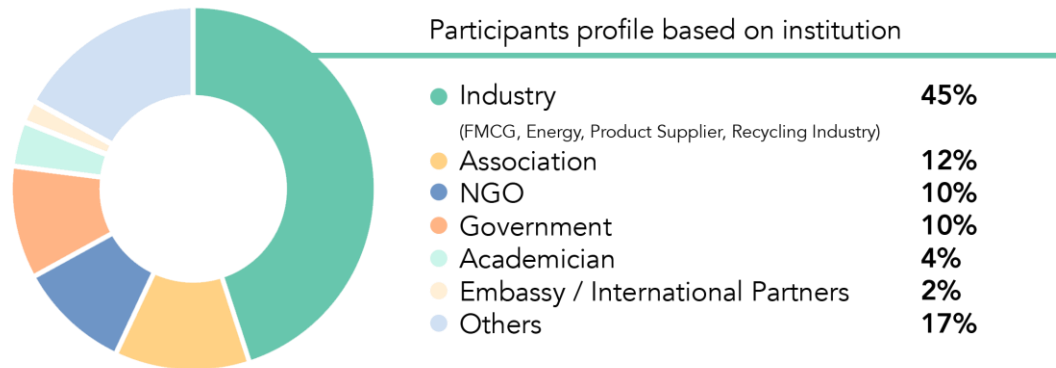 Participants profile based on institution
Industry 45%
(FMCG, Energy, Product Supplier, Recycling Industry)
Association 12%
NGO 10%
Government 10%
Academician 4%
Embassy / International Partners 2%
Others 17%